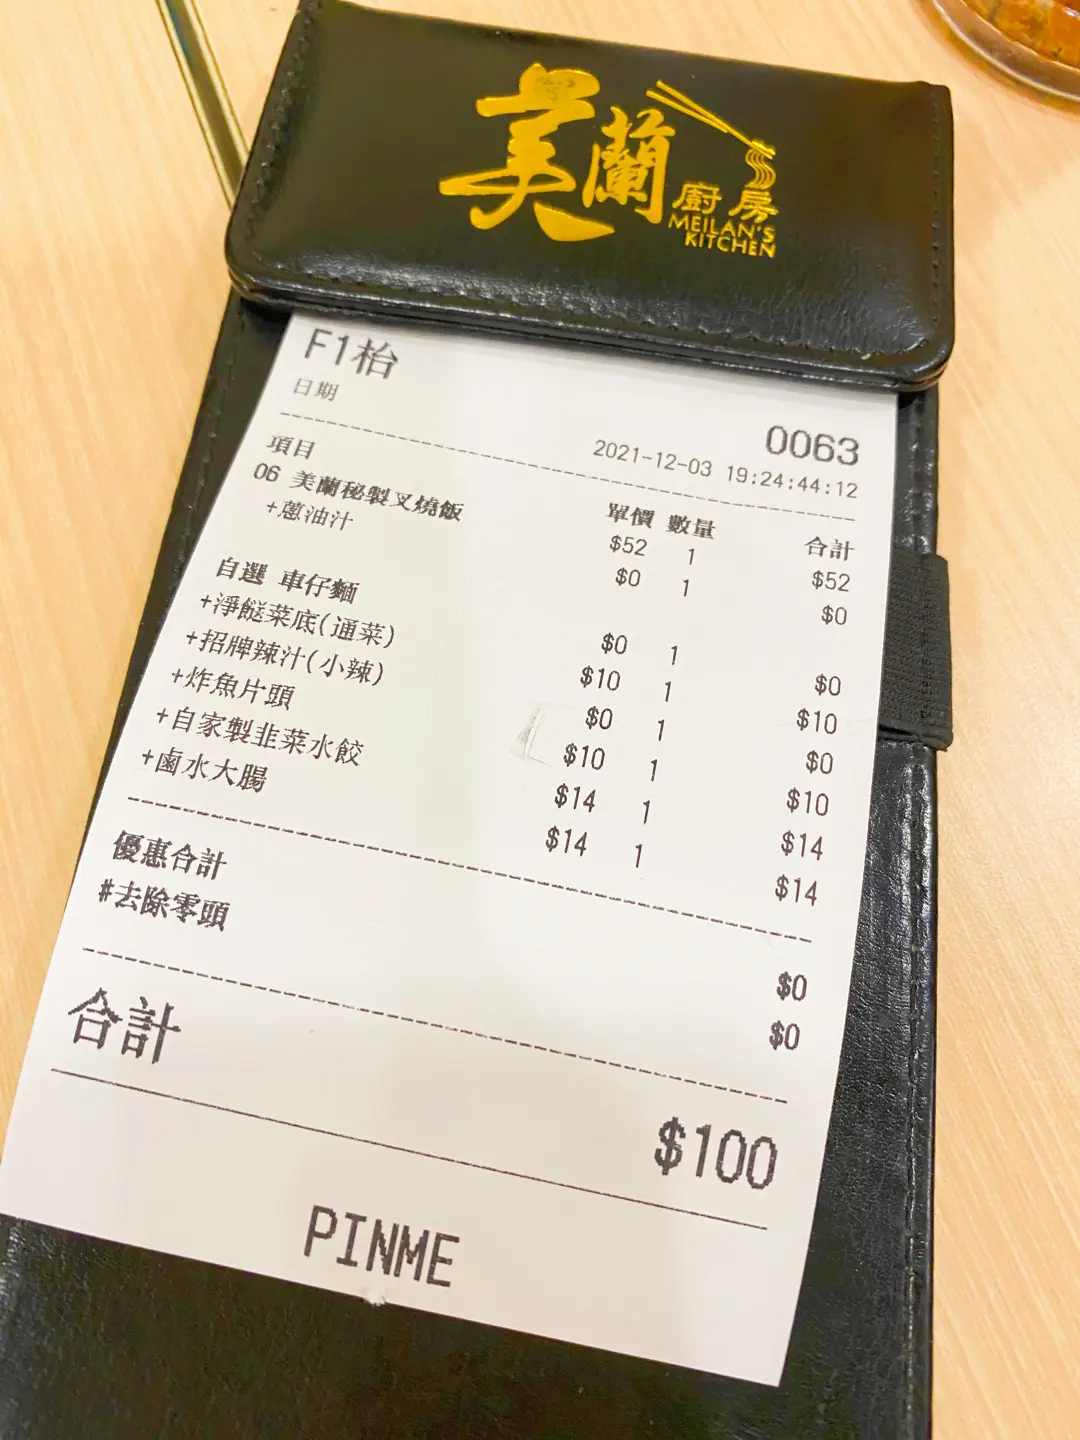 美蘭廚房
MEILAN'S
KITCHEN
F1枱 0063
日期 2021-12-03 19:24:44:12
項目 單價 數量 合計
06 美蘭秘製叉燒飯 $52 1 $52
+蔥油汁 $0 1 $0
自選 車仔麵 $0 1 $0
+淨餸菜底(通菜) $10 1 $10
+招牌辣汁(小辣) $0 1 $0
+炸魚片頭 $10 1 $10
+自家製韭菜水餃 $14 1 $14
+鹵水大腸 $14 1 $14
優惠合計 $0
#去除零頭 $0
合計 $100
PINME